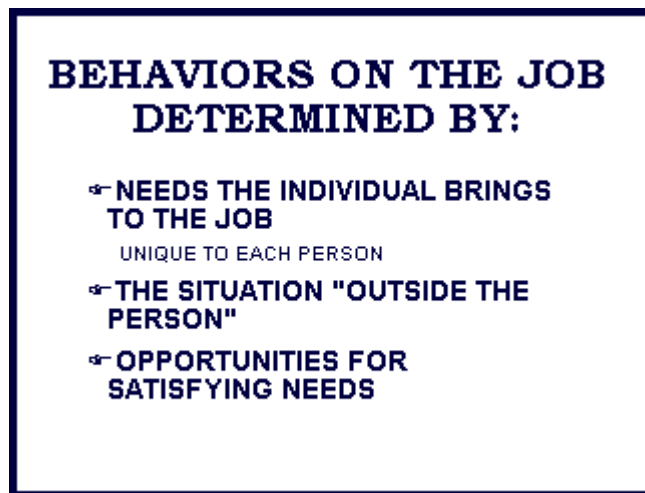 BEHAVIORS ON THE JOB
DETERMINED BY:
☞NEEDS THE INDIVIDUAL BRINGS
TO THE JOB
UNIQUE TO EACH PERSON
☞THE SITUATION "OUTSIDE THE
PERSON"
☞OPPORTUNITIES FOR
SATISFYING NEEDS